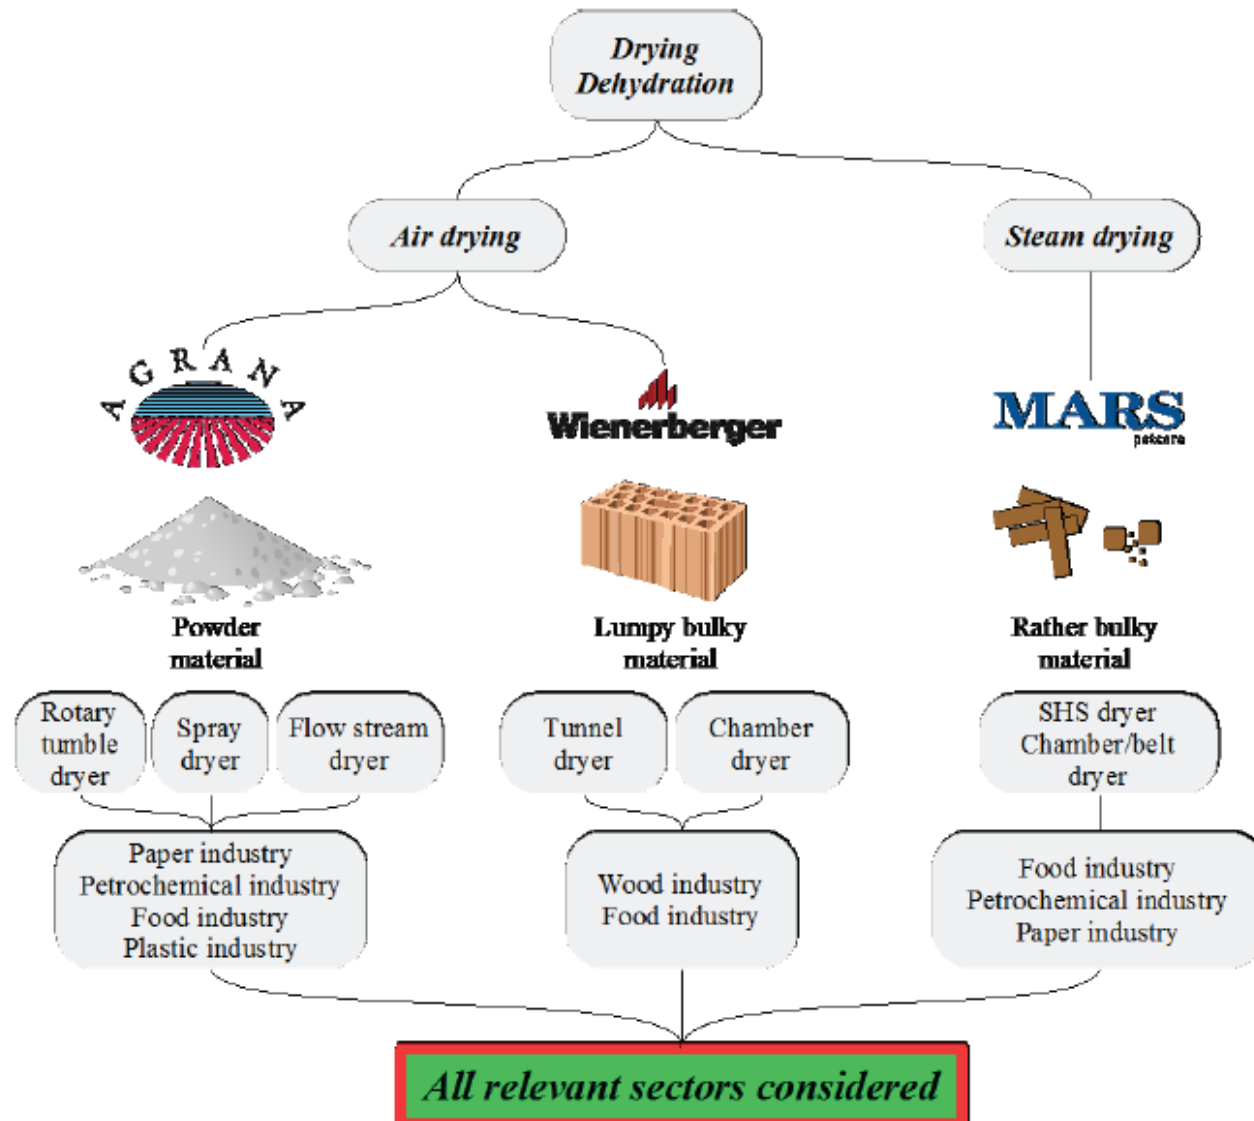 Drying
Dehydration
Air drying
Steam drying
AGRANA
Wienerberger
MARS
petcare
Powder
material
Lumpy bulky
material
Rather bulky
material
Rotary
tumble
dryer
Spray
dryer
Flow stream
dryer
Tunnel
dryer
Chamber
dryer
SHS dryer
Chamber/belt
dryer
Paper industry
Petrochemical industry
Food industry
Plastic industry
Wood industry
Food industry
Food industry
Petrochemical industry
Paper industry
All relevant sectors considered